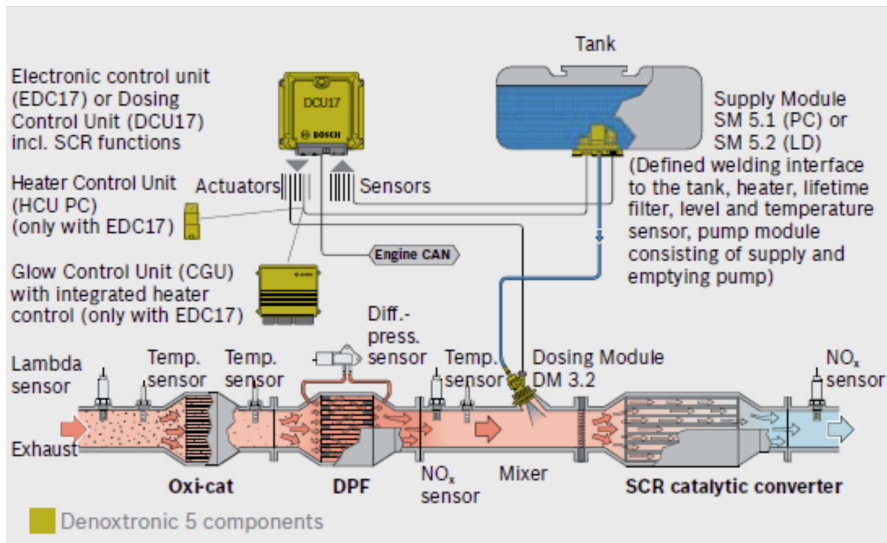 Tank
Electronic control unit
(EDC17) or Dosing
Control Unit (DCU17)
incl. SCR functions
DCU17
BOSCH
Supply Module
SM 5.1 (PC) or
SM 5.2 (LD)
(Defined welding interface
to the tank, heater, lifetime
filter, level and temperature
sensor, pump module
consisting of supply and
emptying pump)
Heater Control Unit
(HCU PC)
(only with EDC17)
Actuators
Sensors
Engine CAN
Glow Control Unit (CGU)
with integrated heater
control (only with EDC17)
Diff.-
press.
sensor
Lambda
sensor
Temp.
sensor
Temp.
sensor
Temp.
sensor
Dosing Module
DM 3.2
NOx
sensor
Exhaust
NOx
sensor
Mixer
Oxi-cat
DPF
SCR catalytic converter
Denoxtronic 5 components